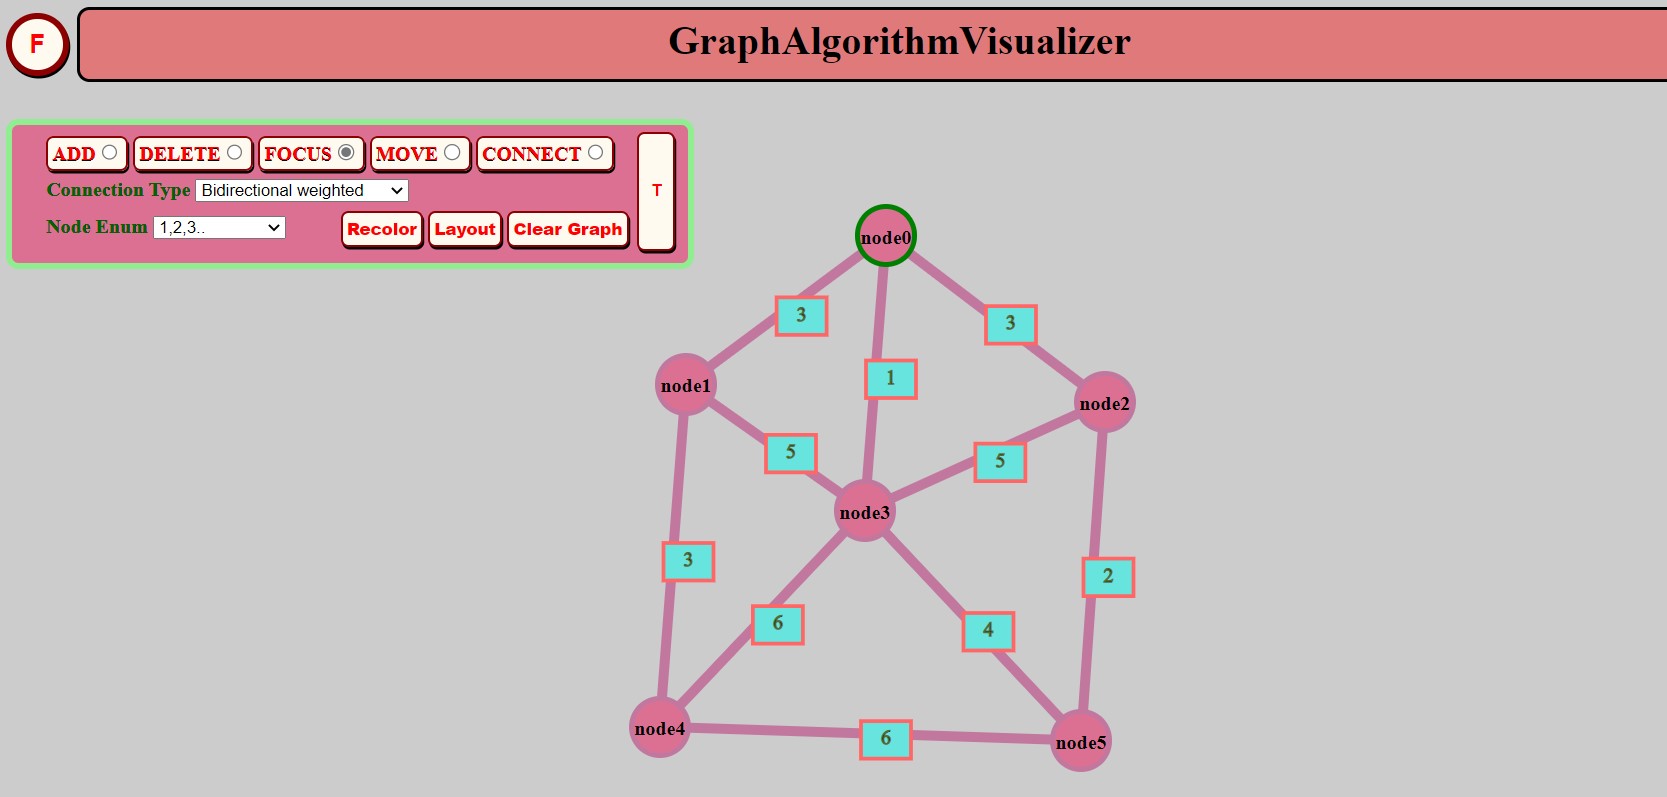 F
GraphAlgorithmVisualizer
ADD DELETE FOCUS MOVE CONNECT
T
Connection Type Bidirectional weighted
Node Enum 1,2,3.. Recolor Layout Clear Graph
node0
3
3
1
node1
node2
5
5
node3
3
2
6
4
node4
6
node5